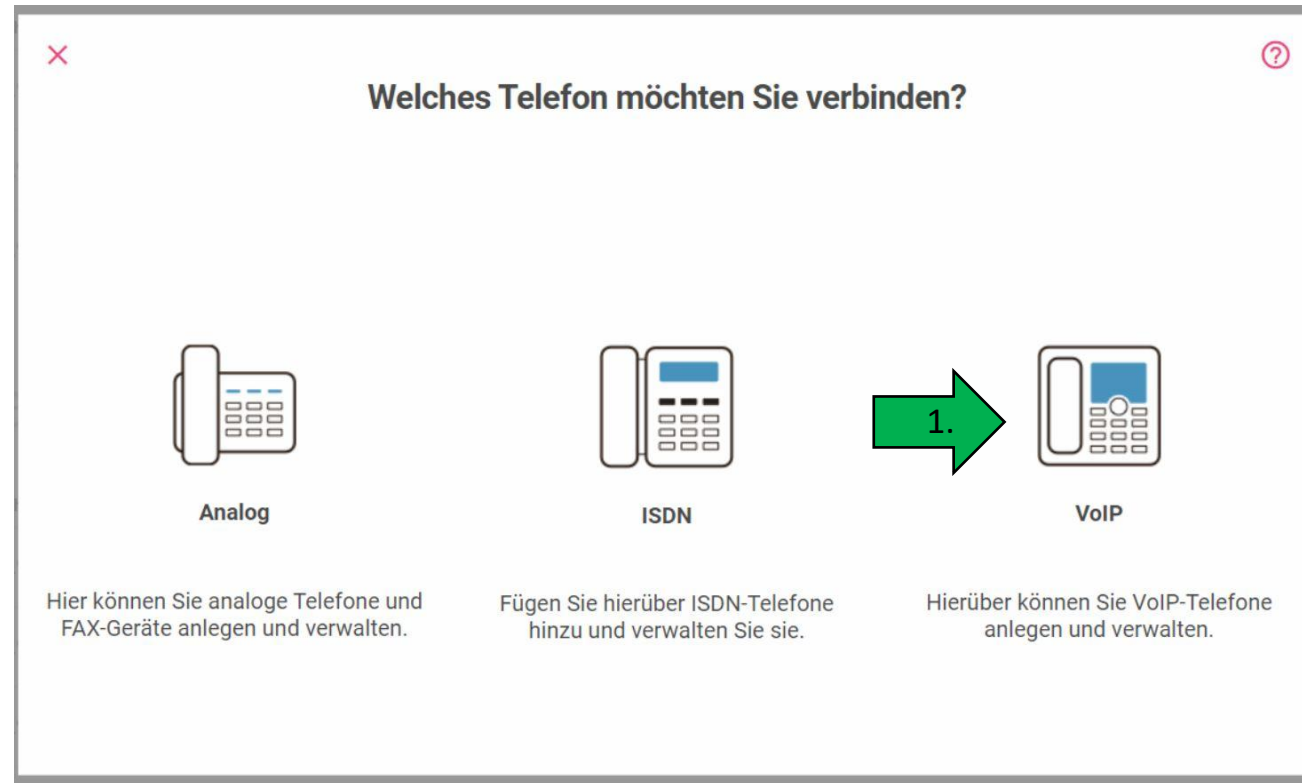 Welches Telefon möchten Sie verbinden?
1.
Analog
Hier können Sie analoge Telefone und
FAX-Geräte anlegen und verwalten.
ISDN
Fügen Sie hierüber ISDN-Telefone
hinzu und verwalten Sie sie.
VoIP
Hierüber können Sie VoIP-Telefone
anlegen und verwalten.